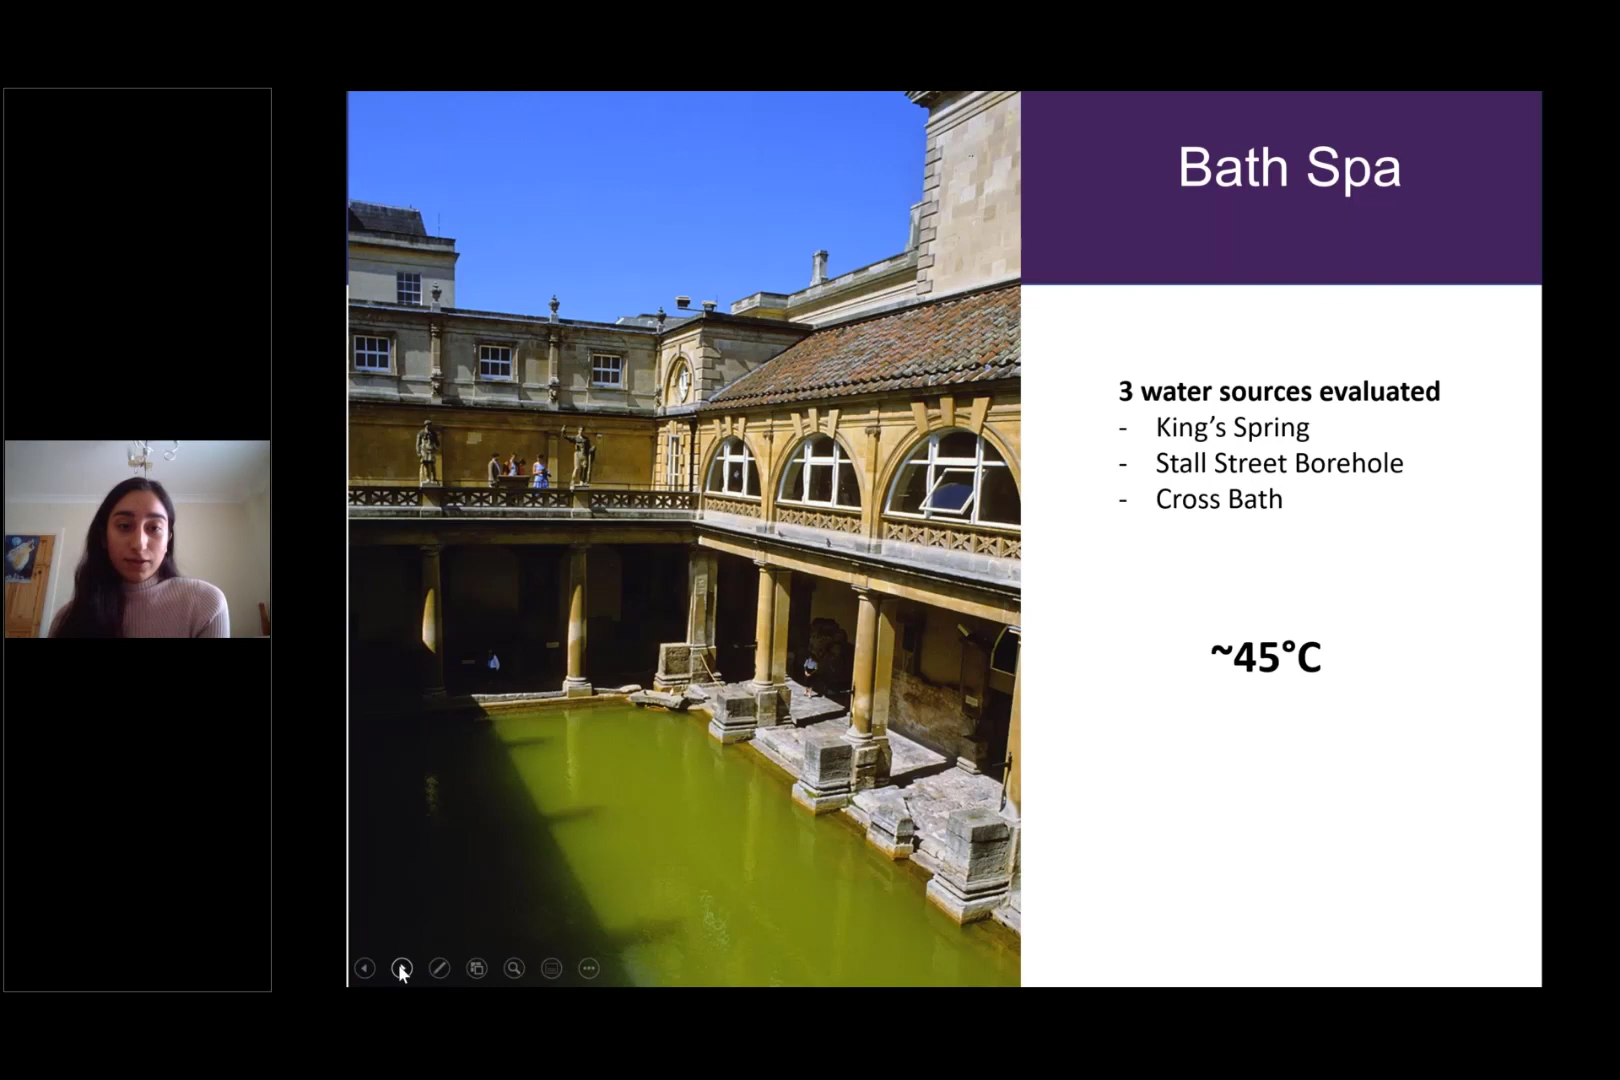 Bath Spa
3 water sources evaluated
- King's Spring
- Stall Street Borehole
- Cross Bath
~45°C